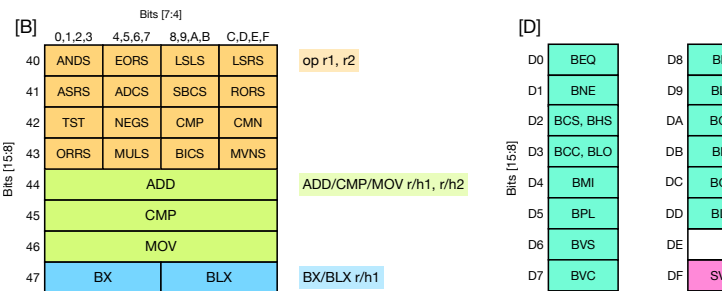 [B]
Bits [7:4]
0,1,2,3 4,5,6,7 8,9,A,B C,D,E,F
Bits [15:8]
40 ANDS EORS LSLS LSRS op r1, r2
41 ASRS ADCS SBCS RORS
42 TST NEGS CMP CMN
43 ORRS MULS BICS MVNS
44 ADD ADD/CMP/MOV r/h1, r/h2
45 CMP
46 MOV
47 BX BLX BX/BLX r/h1
[D]
Bits [15:8]
D0 BEQ D8
D1 BNE D9
D2 BCS, BHS DA
D3 BCC, BLO DB
D4 BMI DC
D5 BPL DD
D6 BVS DE
D7 BVC DF